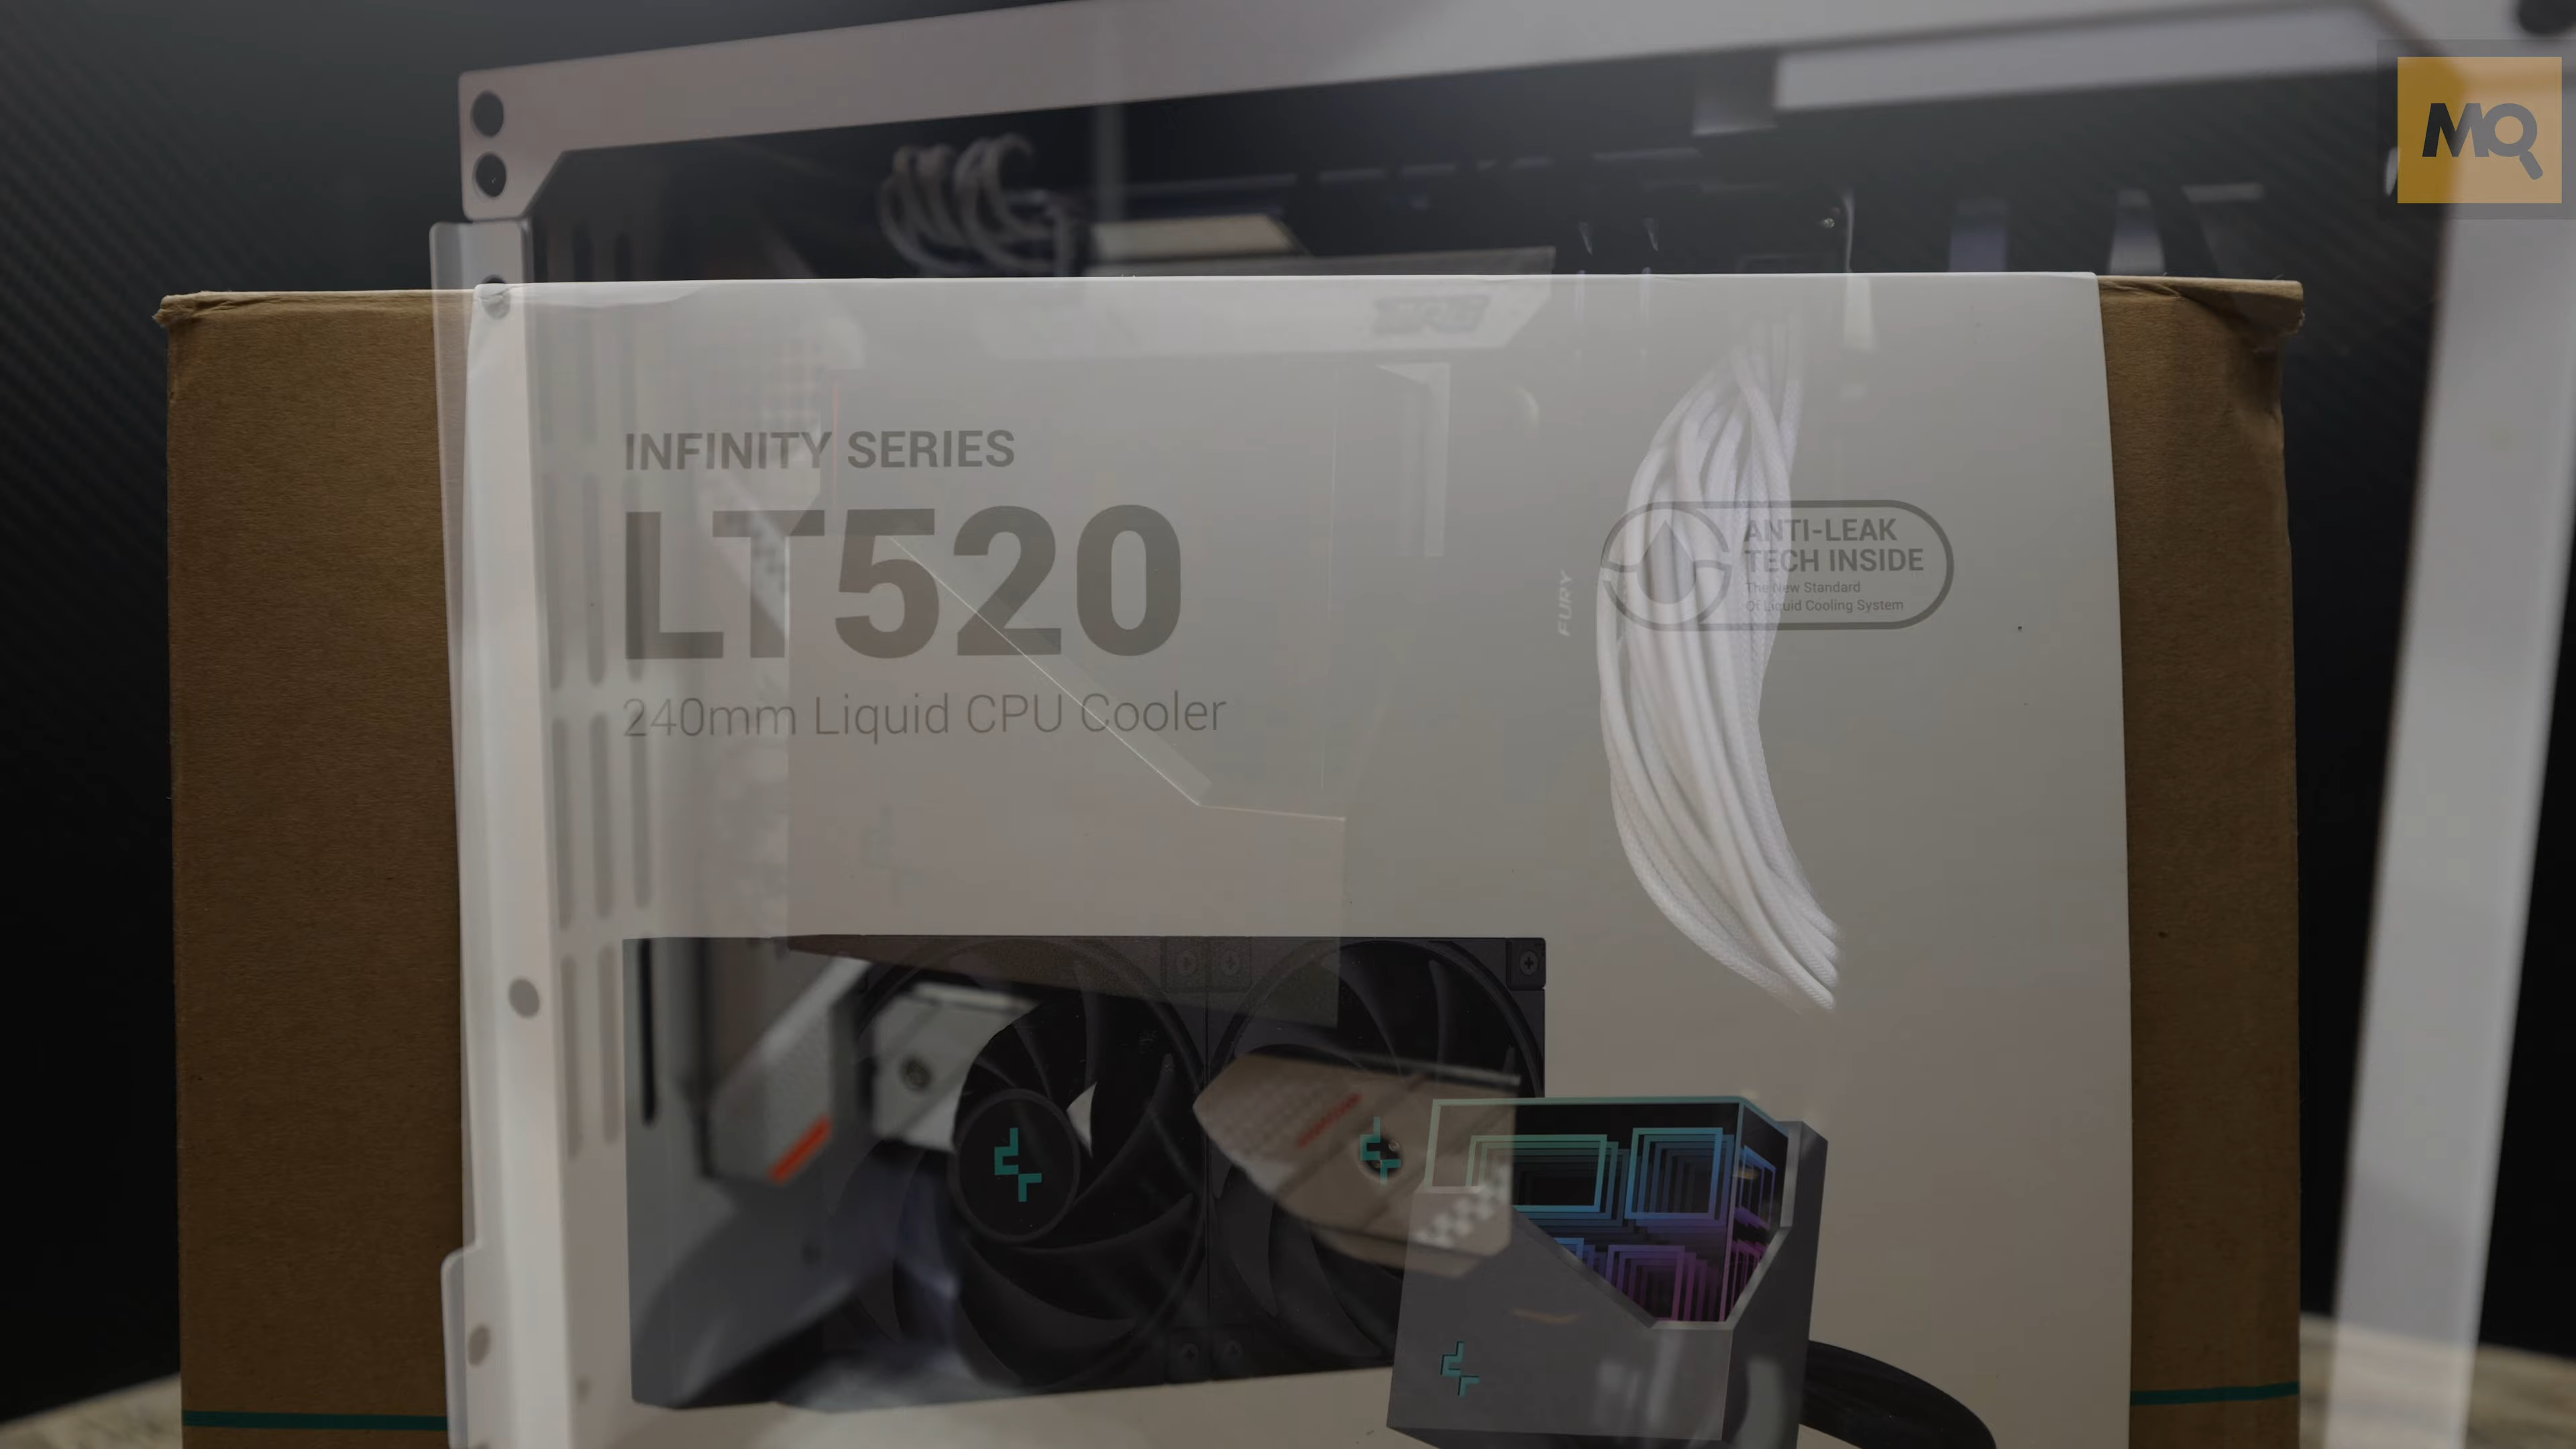 MQ
INFINITY SERIES
LT520
240mm Liquid CPU Cooler
ANTI-LEAK
TECH INSIDE
The New Standard
Of Liquid Cooling System
FURY